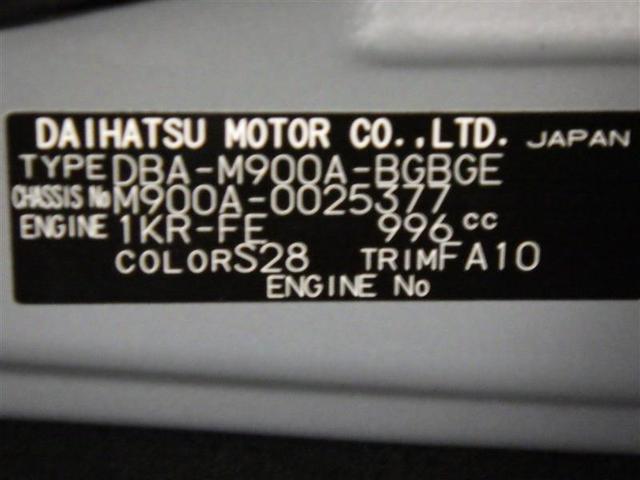 DAIHATSU MOTOR CO.,LTD. JAPAN
TYPE DBA-M900A-BGBGE
CHASSIS No M900A-0025377
ENGINE 1KR-FE 996 cc
COLOR S28 TRIM FA10
ENGINE No